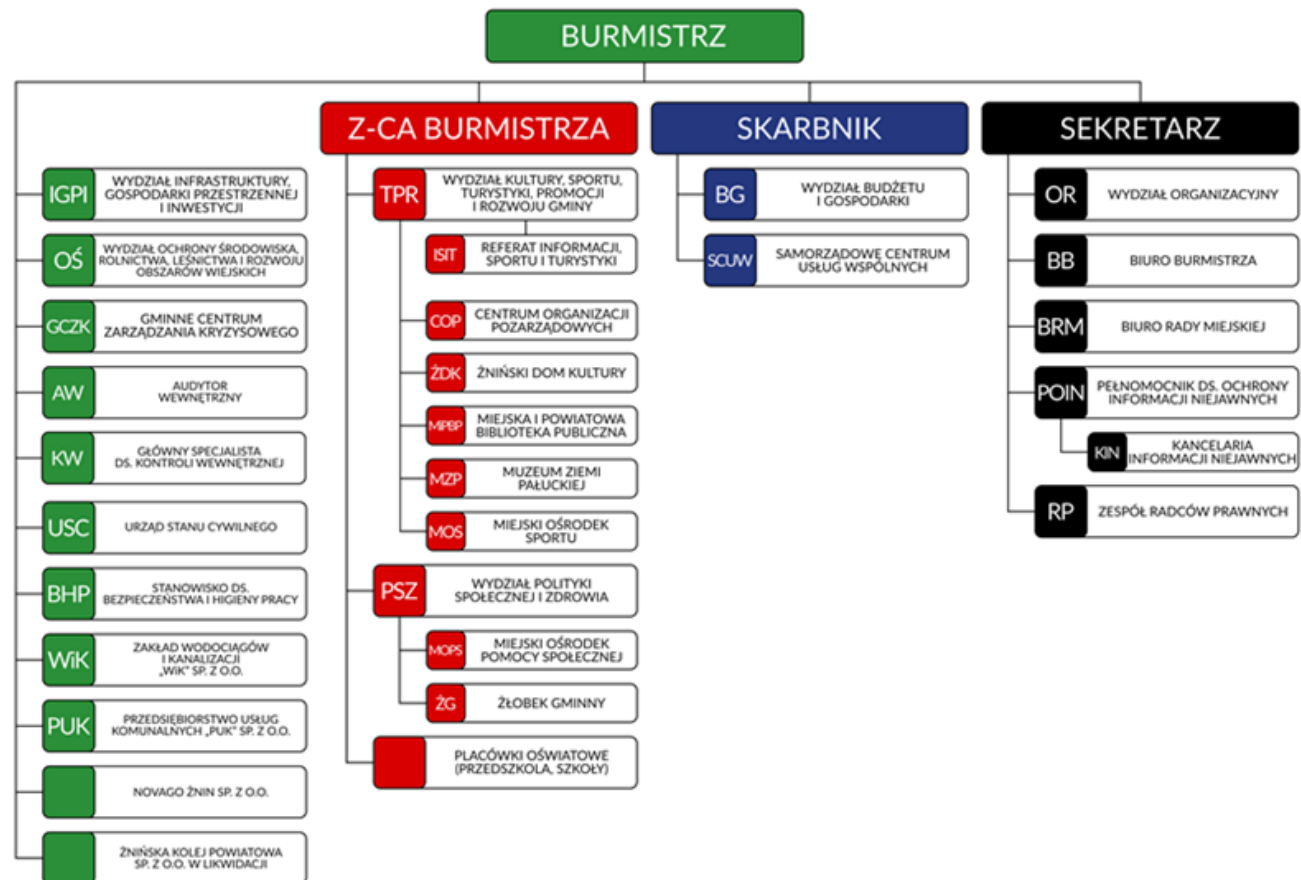 BURMISTRZ
Z-CA BURMISTRZA
SKARBNIK
SEKRETARZ
IGPI
WYDZIAŁ INFRASTRUKTURY,
GOSPODARKI PRZESTRZENNEJ
I INWESTYCJI
OŚ
WYDZIAŁ OCHRONY ŚRODOWISKA,
ROLNICTWA, LEŚNICTWA I ROZWOJU
OBSZARÓW WIEJSKICH
GCZK
GMINNE CENTRUM
ZARZĄDZANIA KRYZYSOWEGO
AW
AUDYTOR
WEWNĘTRZNY
KW
GŁÓWNY SPECJALISTA
DS. KONTROLI WEWNĘTRZNEJ
USC
URZĄD STANU CYWILNEGO
BHP
STANOWISKO DS.
BEZPIECZEŃSTWA I HIGIENY PRACY
WiK
ZAKŁAD WODOCIĄGÓW
I KANALIZACJI
„WiK” SP. Z O.O.
PUK
PRZEDSIĘBIORSTWO USŁUG
KOMUNALNYCH „PUK” SP. Z O.O.
NOVAGO ŻNIN SP. Z O.O.
ŻNIŃSKA KOLEJ POWIATOWA
SP. Z O.O. W LIKWIDACJI
TPR
WYDZIAŁ KULTURY, SPORTU,
TURYSTYKI, PROMOCJI
I ROZWOJU GMINY
ISIT
REFERAT INFORMACJI,
SPORTU I TURYSTYKI
COP
CENTRUM ORGANIZACJI
POZARZĄDOWYCH
ŻDK
ŻNIŃSKI DOM KULTURY
MiPBP
MIEJSKA I POWIATOWA
BIBLIOTEKA PUBLICZNA
MZP
MUZEUM ZIEMI
PAŁUCKIEJ
MOS
MIEJSKI OŚRODEK
SPORTU
PSZ
WYDZIAŁ POLITYKI
SPOŁECZNEJ I ZDROWIA
MOPS
MIEJSKI OŚRODEK
POMOCY SPOŁECZNEJ
ŻG
ŻŁOBEK GMINNY
PLACÓWKI OŚWIATOWE
(PRZEDSZKOLA, SZKOŁY)
BG
WYDZIAŁ BUDŻETU
I GOSPODARKI
SCUW
SAMORZĄDOWE CENTRUM
USŁUG WSPÓLNYCH
OR
WYDZIAŁ ORGANIZACYJNY
BB
BIURO BURMISTRZA
BRM
BIURO RADY MIEJSKIEJ
POIN
PEŁNOMOCNIK DS. OCHRONY
INFORMACJI NIEJAWNYCH
KIN
KANCELARIA
INFORMACJI NIEJAWNYCH
RP
ZESPÓŁ RADCÓW PRAWNYCH